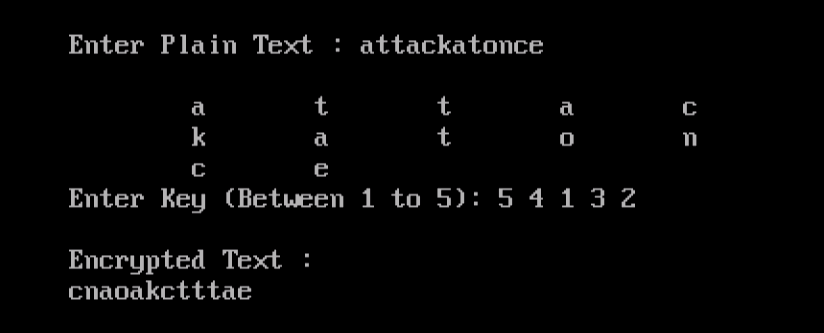 Enter Plain Text : attackatonce
a t t a c
k a t o n
c e
Enter Key (Between 1 to 5): 5 4 1 3 2
Encrypted Text :
cnaoakctttae